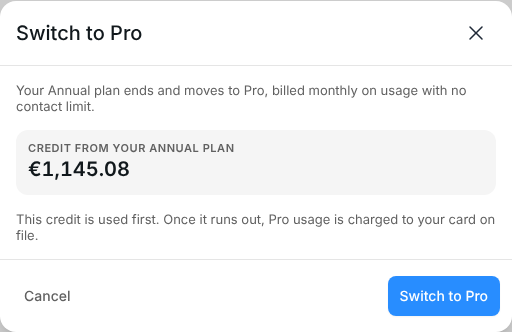 Switch to Pro
Your Annual plan ends and moves to Pro, billed monthly on usage with no
contact limit.
CREDIT FROM YOUR ANNUAL PLAN
€1,145.08
This credit is used first. Once it runs out, Pro usage is charged to your card on
file.
Cancel
Switch to Pro